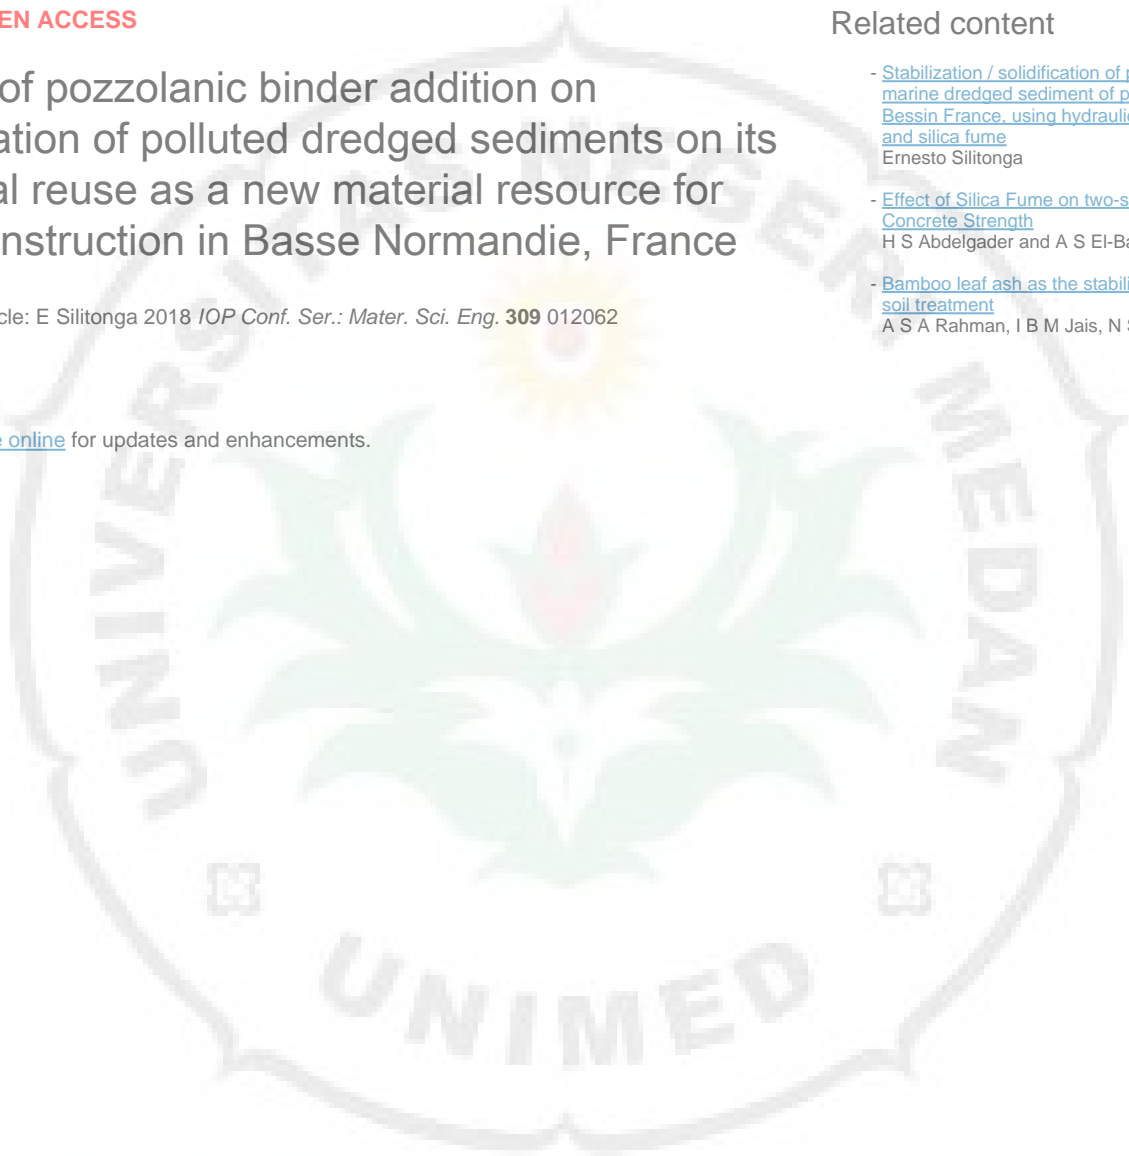 EN ACCESS
of pozzolanic binder addition on
ation of polluted dredged sediments on its
al reuse as a new material resource for
nstruction in Basse Normandie, France
cle: E Silitonga 2018 IOP Conf. Ser.: Mater. Sci. Eng. 309 012062
e online for updates and enhancements.
Related content
- Stabilization / solidification of p
marine dredged sediment of p
Bessin France, using hydraulic
and silica fume
Ernesto Silitonga
- Effect of Silica Fume on two-s
Concrete Strength
H S Abdelgader and A S El-Ba
- Bamboo leaf ash as the stabili
soil treatment
A S A Rahman, I B M Jais, N S
UNIVERSITAS NEGERI MEDAN
UNIMED